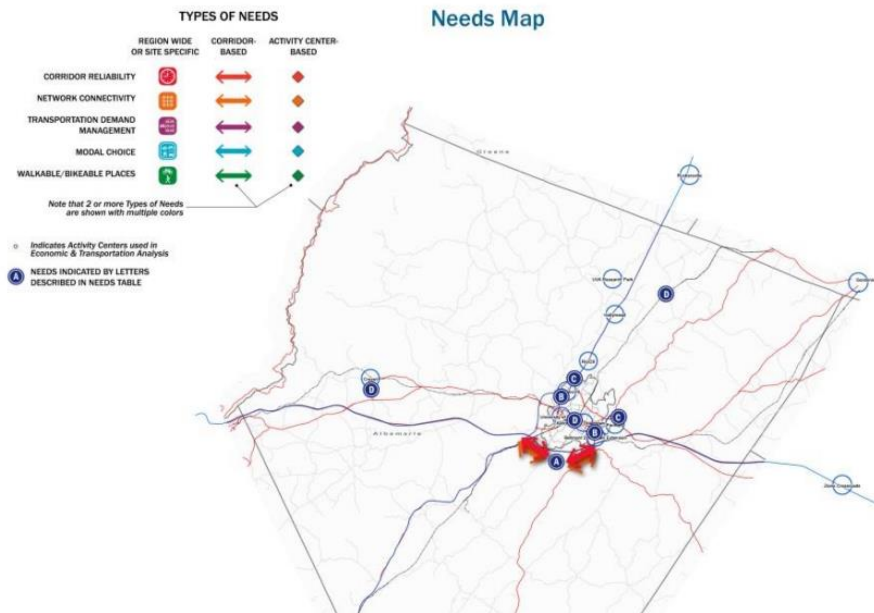 Needs Map
TYPES OF NEEDS
REGION WIDE
OR SITE SPECIFIC
CORRIDOR-
BASED
ACTIVITY CENTER-
BASED
CORRIDOR RELIABILITY
NETWORK CONNECTIVITY
TRANSPORTATION DEMAND
MANAGEMENT
MODAL CHOICE
WALKABLE/BIKEABLE PLACES
Note that 2 or more Types of Needs
are shown with multiple colors
Indicates Activity Centers used in
Economic & Transportation Analysis
A
NEEDS INDICATED BY LETTERS
DESCRIBED IN NEEDS TABLE
Greene
UVA Research Park
D
C
D
B
D
C
B
Albemarle
A
Zions Crossroads